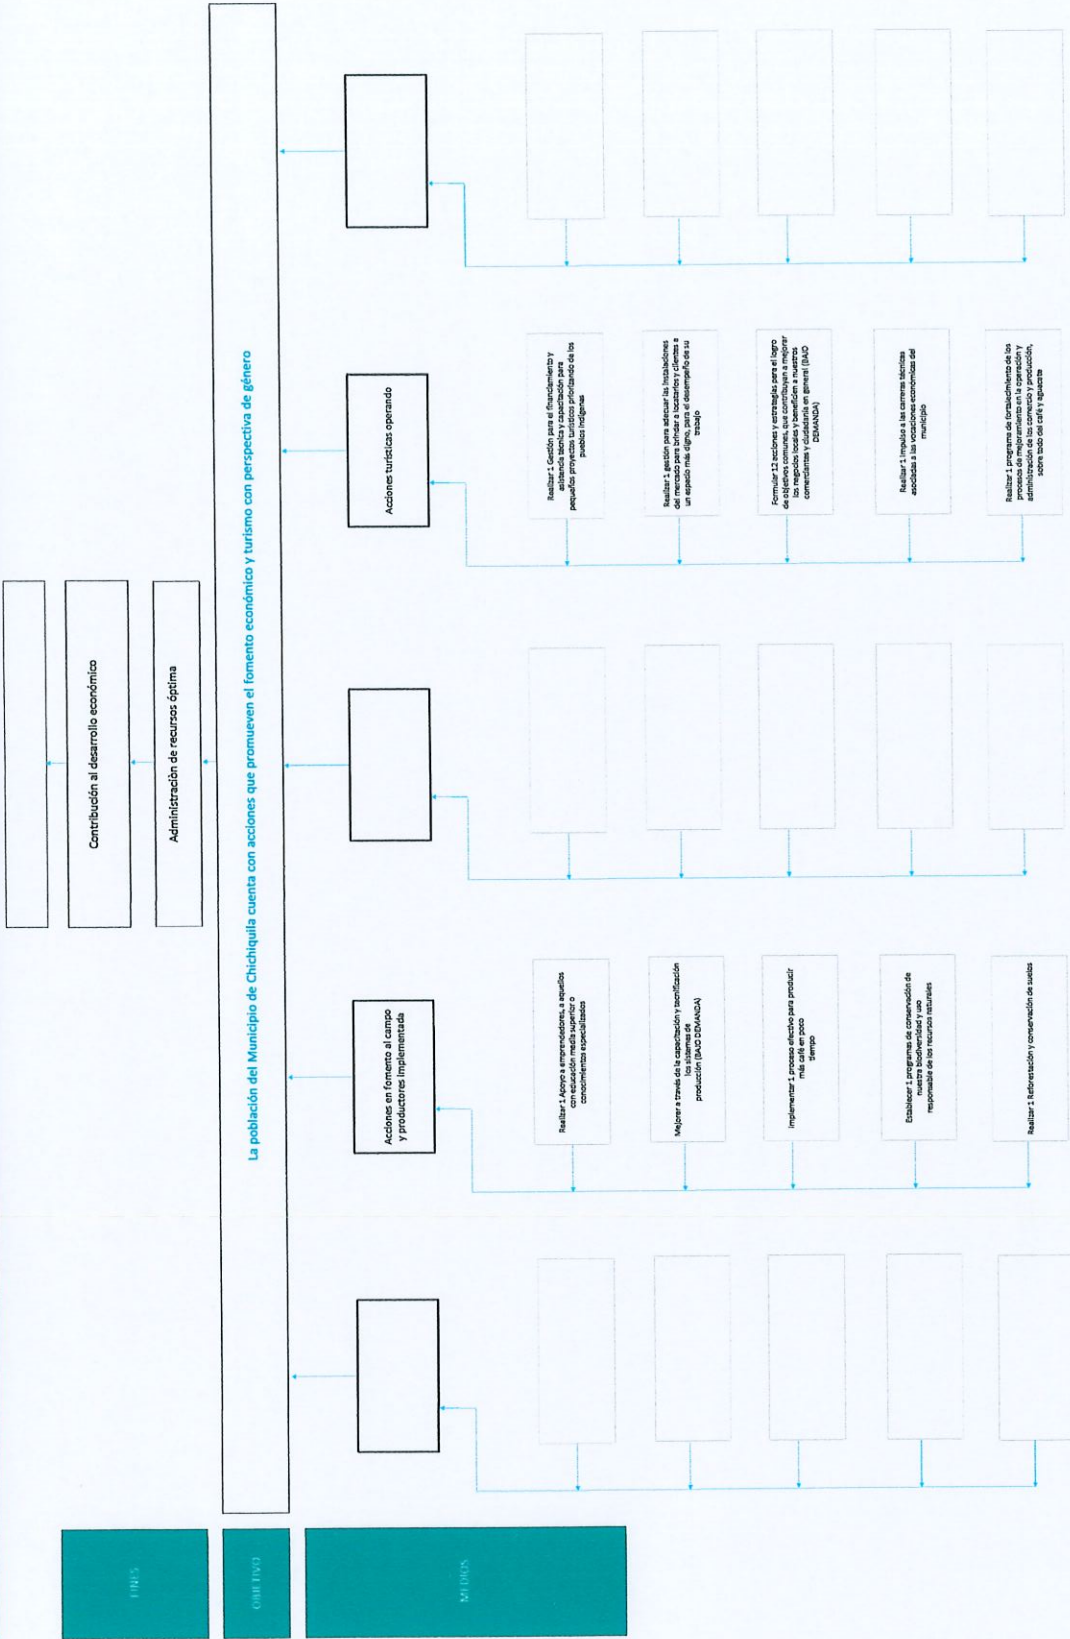 FINES
Contribución al desarrollo económico
Administraciòn de recursos óptima
OBJETIVO
La población del Municipio de Chichiquila cuenta con acciones que promueven el fomento económico y turismo con perspectiva de género
MEDIOS
Acciones en fomento al campo
y productores implementada
Realizar 1 Apoyo a emprendedores, a aquellos
con educación media superior o
conocimientos especializados
Mejorer a través de la capacitación y tecnificación
los sistemas de
producción (BAJO DEMANDA)
implementar 1 proceso efectivo para producir
más café en poco
tiempo
Establecer 1 programas de conservación de
nuestra biodiversidad y uso
responsable de los recursos naturales
Realizar 1 Reforestación y conservación de suelos
Acciones turísticas operando
Realizar 1 Gestión para el financiamiento y
asistencia técnica y capacitación para
pequeños proyectos turísticos priorizando de los
pueblos indígenas
Realizar 1 gestión para adecuar las instalaciones
del mercado para brindar a locatarios y clientes a
un espacio más digno, para el desempeño de su
trabajo
Formular 12 acciones y estrategias para el logro
de objetivos comunes, que contribuyan a mejorar
los negocios locales y beneficien a nuestros
comerciantes y ciudadanía en general (BAJO
DEMANDA)
Realizar 1 Impulso a las carreras técnicas
asociadas a las vocaciones económicas del
municipio
Realizar 1 programa de fortalecimiento de los
procesos de mejoramiento en la operación y
administración de los comercio y producción,
sobre todo del café y aguacate